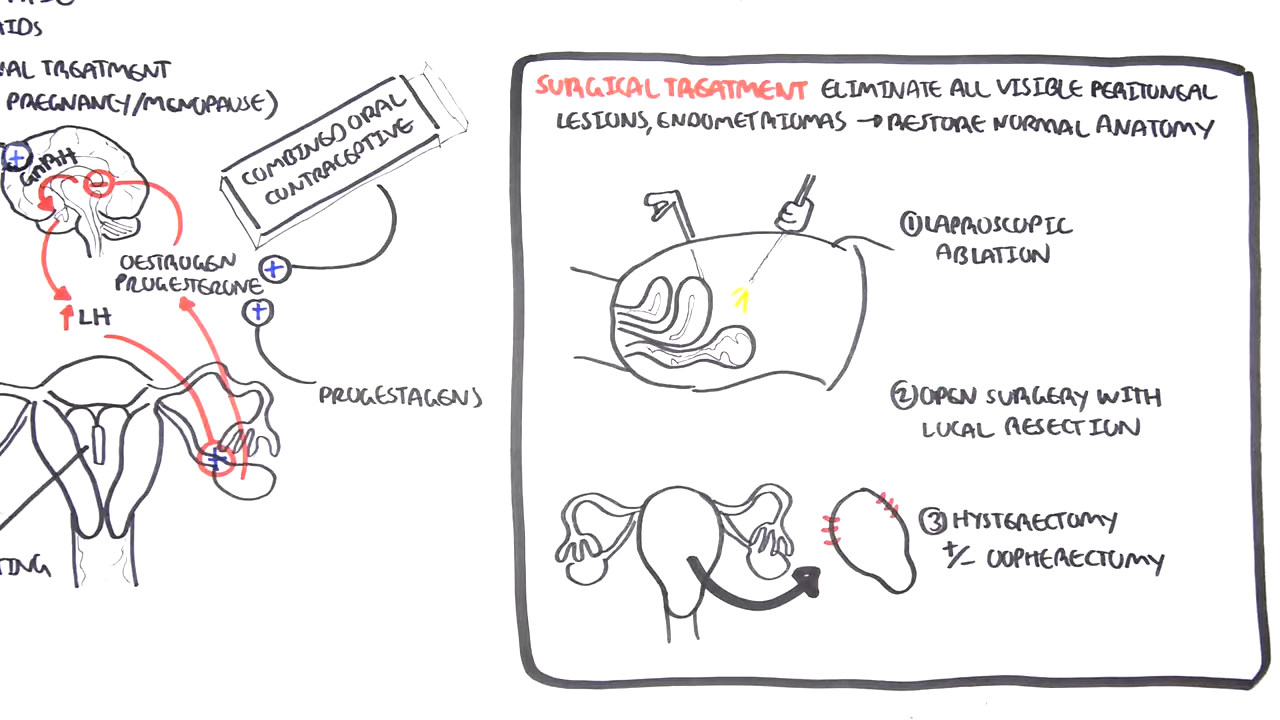 AIDS
AL TREATMENT
PREGNANCY/MENOPAUSE)
GnRH
COMBINED ORAL
CONTRACEPTIVE
OESTROGEN
PROGESTERONE
LH
PROGESTAGENS
TING
SURGICAL TREATMENT ELIMINATE ALL VISIBLE PERITONEAL
LESIONS, ENDOMETRIOMAS → RESTORE NORMAL ANATOMY
① LAPROSCOPIC
ABLATION
② OPEN SURGERY WITH
LOCAL RESECTION
③ HYSTERECTOMY
+/- OOPHERECTOMY